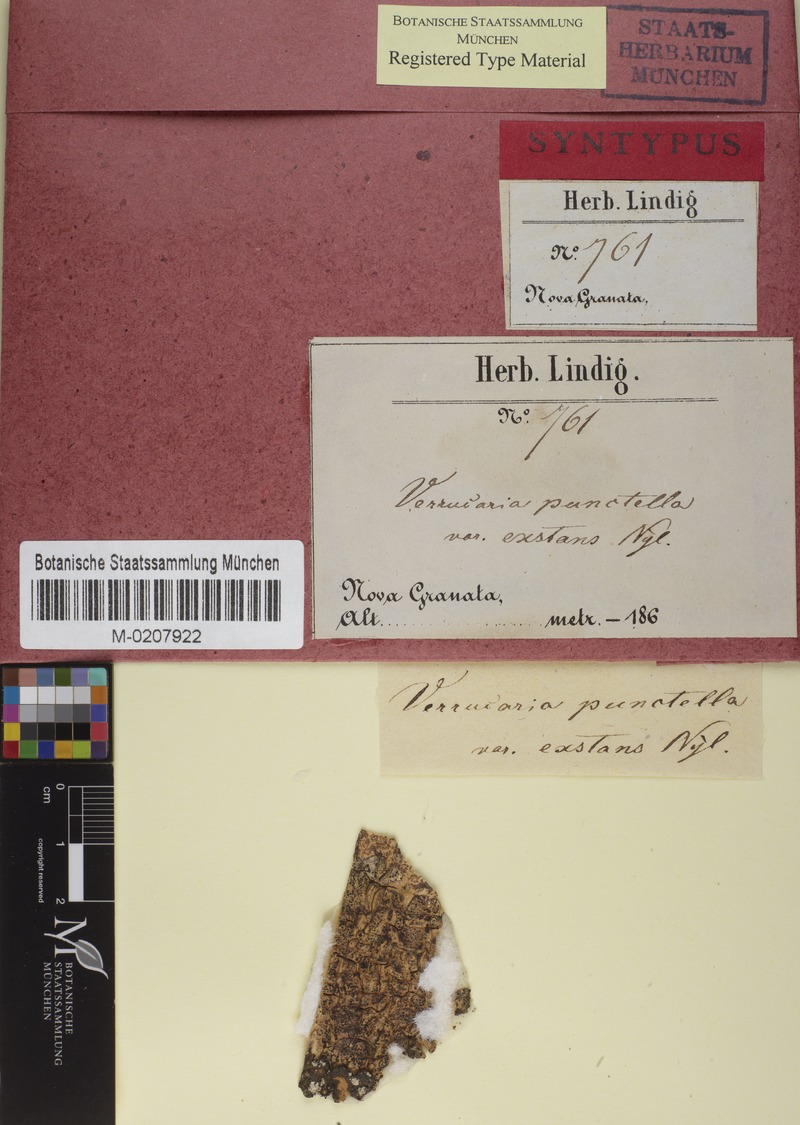 BOTANISCHE STAATSSAMMLUNG
MÜNCHEN
Registered Type Material
STAATS-
HERBARIUM
MÜNCHEN
SYNTYPUS
Herb. Lindig
No. 761
Nova Granata,
Herb. Lindig.
No. 761
Verrucaria punctella
var. exstans Nyl.
Nova Granata,
Alt. metr. — 186
Botanische Staatssammlung München
M-0207922
Verrucaria punctella
var. exstans Nyl.
0 1 2
cm
copyright reserved
M
BOTANISCHE
STAATSSAMMLUNG
MÜNCHEN